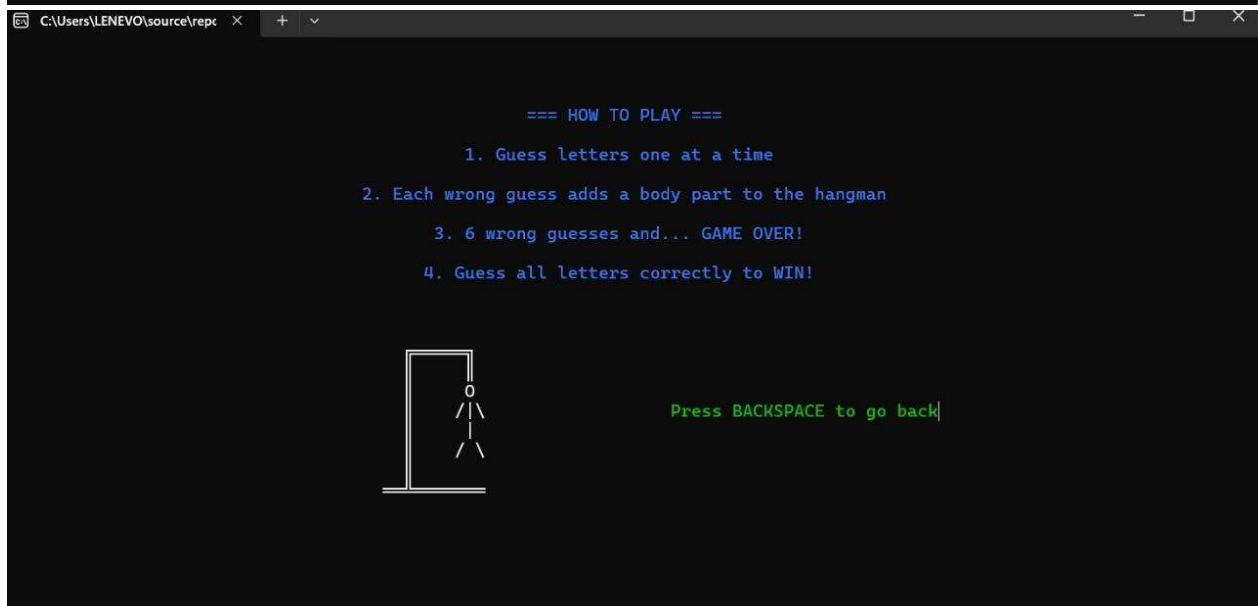 C:\Users\LENEVO\source\repc
=== HOW TO PLAY ===
1. Guess letters one at a time
2. Each wrong guess adds a body part to the hangman
3. 6 wrong guesses and... GAME OVER!
4. Guess all letters correctly to WIN!
Press BACKSPACE to go back